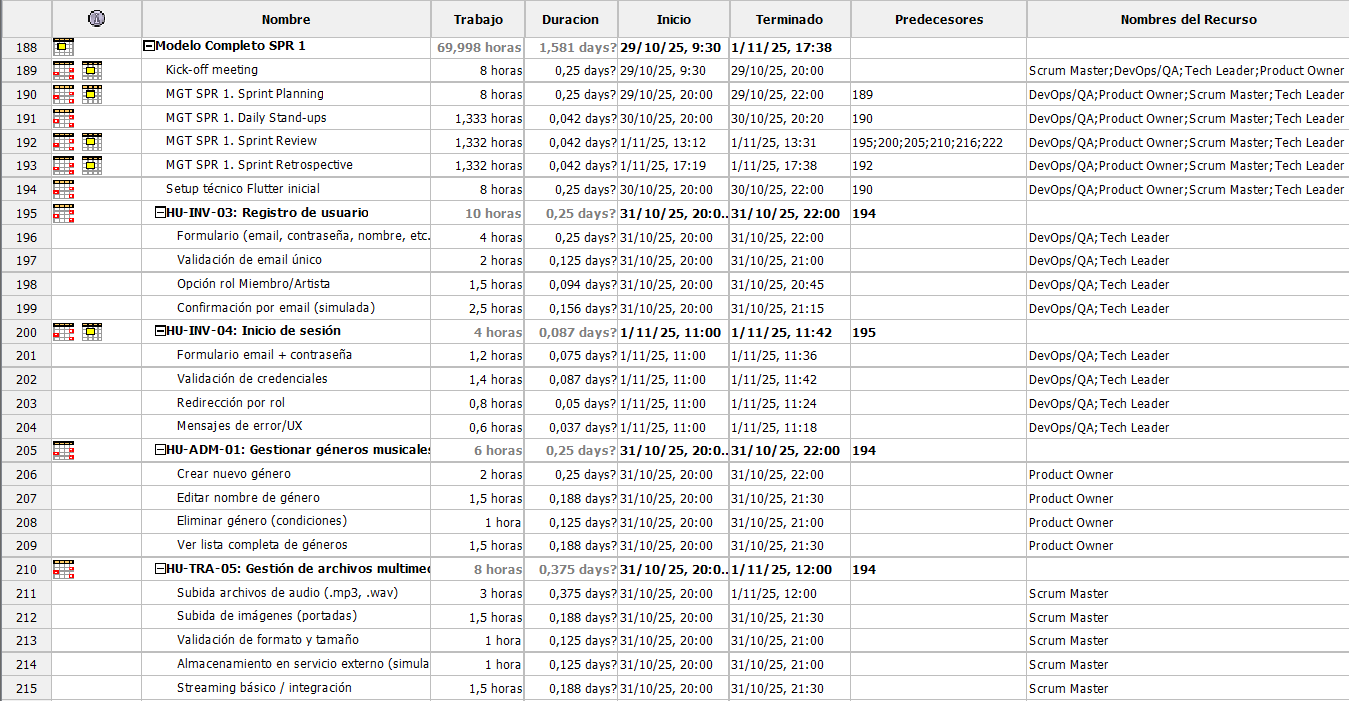 Nombre Trabajo Duracion Inicio Terminado Predecesores Nombres del Recurso
188 Modelo Completo SPR 1 69,998 horas 1,581 days? 29/10/25, 9:30 1/11/25, 17:38
189 Kick-off meeting 8 horas 0,25 days? 29/10/25, 9:30 29/10/25, 20:00 Scrum Master;DevOps/QA;Tech Leader;Product Owner
190 MGT SPR 1. Sprint Planning 8 horas 0,25 days? 29/10/25, 20:00 29/10/25, 22:00 189 DevOps/QA;Product Owner;Scrum Master;Tech Leader
191 MGT SPR 1. Daily Stand-ups 1,333 horas 0,042 days? 30/10/25, 20:00 30/10/25, 20:20 190 DevOps/QA;Product Owner;Scrum Master;Tech Leader
192 MGT SPR 1. Sprint Review 1,332 horas 0,042 days? 1/11/25, 13:12 1/11/25, 13:31 195;200;205;210;216;222 DevOps/QA;Product Owner;Scrum Master;Tech Leader
193 MGT SPR 1. Sprint Retrospective 1,332 horas 0,042 days? 1/11/25, 17:19 1/11/25, 17:38 192 DevOps/QA;Product Owner;Scrum Master;Tech Leader
194 Setup técnico Flutter inicial 8 horas 0,25 days? 30/10/25, 20:00 30/10/25, 22:00 190 DevOps/QA;Product Owner;Scrum Master;Tech Leader
195 HU-INV-03: Registro de usuario 10 horas 0,25 days? 31/10/25, 20:0... 31/10/25, 22:00 194
196 Formulario (email, contraseña, nombre, etc. 4 horas 0,25 days? 31/10/25, 20:00 31/10/25, 22:00 DevOps/QA;Tech Leader
197 Validación de email único 2 horas 0,125 days? 31/10/25, 20:00 31/10/25, 21:00 DevOps/QA;Tech Leader
198 Opción rol Miembro/Artista 1,5 horas 0,094 days? 31/10/25, 20:00 31/10/25, 20:45 DevOps/QA;Tech Leader
199 Confirmación por email (simulada) 2,5 horas 0,156 days? 31/10/25, 20:00 31/10/25, 21:15 DevOps/QA;Tech Leader
200 HU-INV-04: Inicio de sesión 4 horas 0,087 days? 1/11/25, 11:00 1/11/25, 11:42 195
201 Formulario email + contraseña 1,2 horas 0,075 days? 1/11/25, 11:00 1/11/25, 11:36 DevOps/QA;Tech Leader
202 Validación de credenciales 1,4 horas 0,087 days? 1/11/25, 11:00 1/11/25, 11:42 DevOps/QA;Tech Leader
203 Redirección por rol 0,8 horas 0,05 days? 1/11/25, 11:00 1/11/25, 11:24 DevOps/QA;Tech Leader
204 Mensajes de error/UX 0,6 horas 0,037 days? 1/11/25, 11:00 1/11/25, 11:18 DevOps/QA;Tech Leader
205 HU-ADM-01: Gestionar géneros musicales 6 horas 0,25 days? 31/10/25, 20:0... 31/10/25, 22:00 194
206 Crear nuevo género 2 horas 0,25 days? 31/10/25, 20:00 31/10/25, 22:00 Product Owner
207 Editar nombre de género 1,5 horas 0,188 days? 31/10/25, 20:00 31/10/25, 21:30 Product Owner
208 Eliminar género (condiciones) 1 hora 0,125 days? 31/10/25, 20:00 31/10/25, 21:00 Product Owner
209 Ver lista completa de géneros 1,5 horas 0,188 days? 31/10/25, 20:00 31/10/25, 21:30 Product Owner
210 HU-TRA-05: Gestión de archivos multimed 8 horas 0,375 days? 31/10/25, 20:0... 1/11/25, 12:00 194
211 Subida archivos de audio (.mp3, .wav) 3 horas 0,375 days? 31/10/25, 20:00 1/11/25, 12:00 Scrum Master
212 Subida de imágenes (portadas) 1,5 horas 0,188 days? 31/10/25, 20:00 31/10/25, 21:30 Scrum Master
213 Validación de formato y tamaño 1 hora 0,125 days? 31/10/25, 20:00 31/10/25, 21:00 Scrum Master
214 Almacenamiento en servicio externo (simula 1 hora 0,125 days? 31/10/25, 20:00 31/10/25, 21:00 Scrum Master
215 Streaming básico / integración 1,5 horas 0,188 days? 31/10/25, 20:00 31/10/25, 21:30 Scrum Master